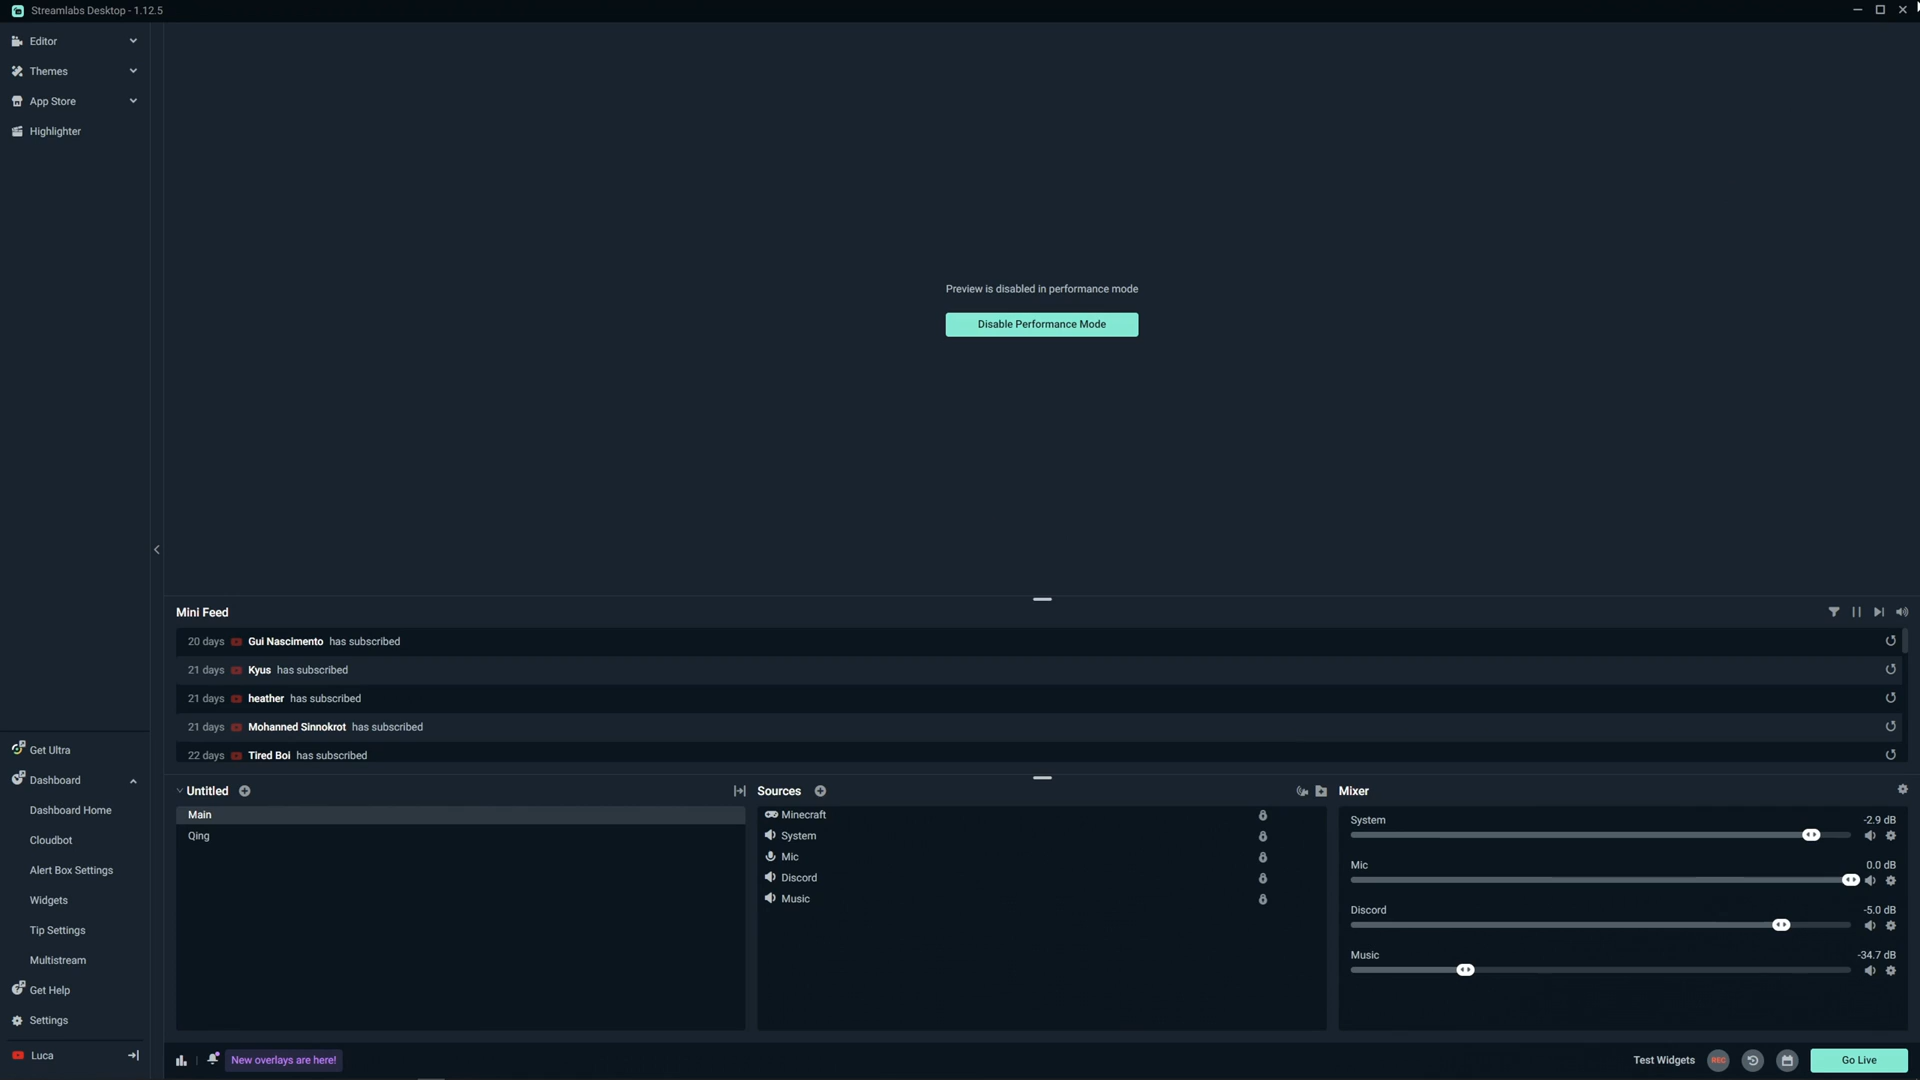 Streamlabs Desktop - 1.12.5
Editor
Themes
App Store
Highlighter
Preview is disabled in performance mode
Disable Performance Mode
Mini Feed
20 days Gui Nascimento has subscribed
21 days Kyus has subscribed
21 days heather has subscribed
21 days Mohanned Sinnokrot has subscribed
22 days Tired Boi has subscribed
Get Ultra
Dashboard
Dashboard Home
Cloudbot
Alert Box Settings
Widgets
Tip Settings
Multistream
Get Help
Settings
Luca
Untitled
Main
Qing
Sources
Minecraft
System
Mic
Discord
Music
Mixer
System -2.9 dB
Mic 0.0 dB
Discord -5.0 dB
Music -34.7 dB
New overlays are here!
Test Widgets
REC
Go Live